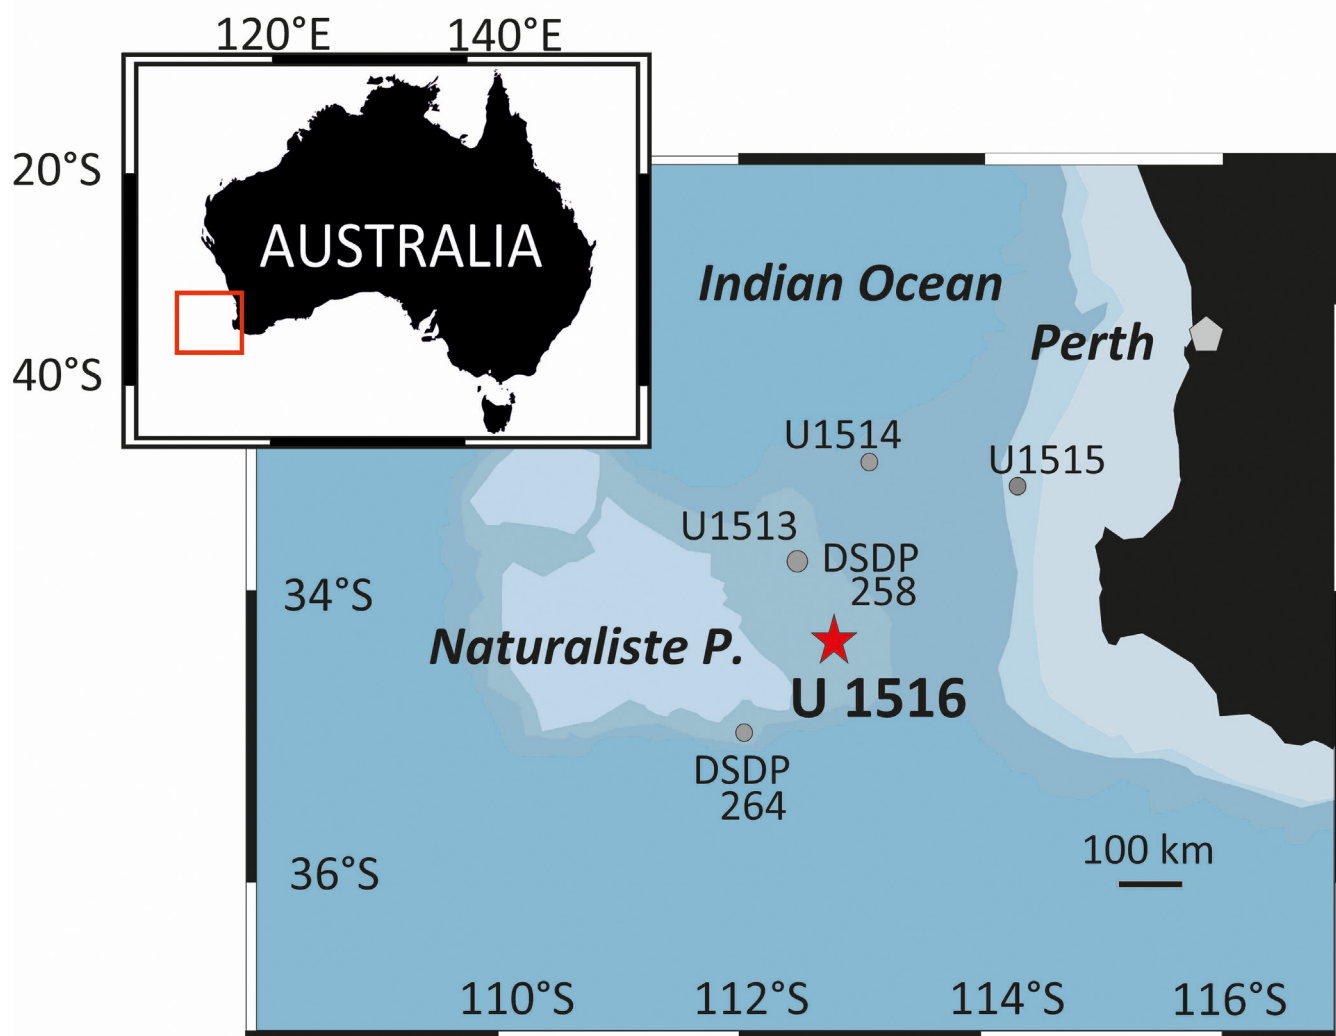 120°E 140°E
20°S
AUSTRALIA
40°S
Indian Ocean
Perth
U1514
U1515
U1513
DSDP
258
34°S
Naturaliste P.
U 1516
DSDP
264
100 km
36°S
110°S 112°S 114°S 116°S